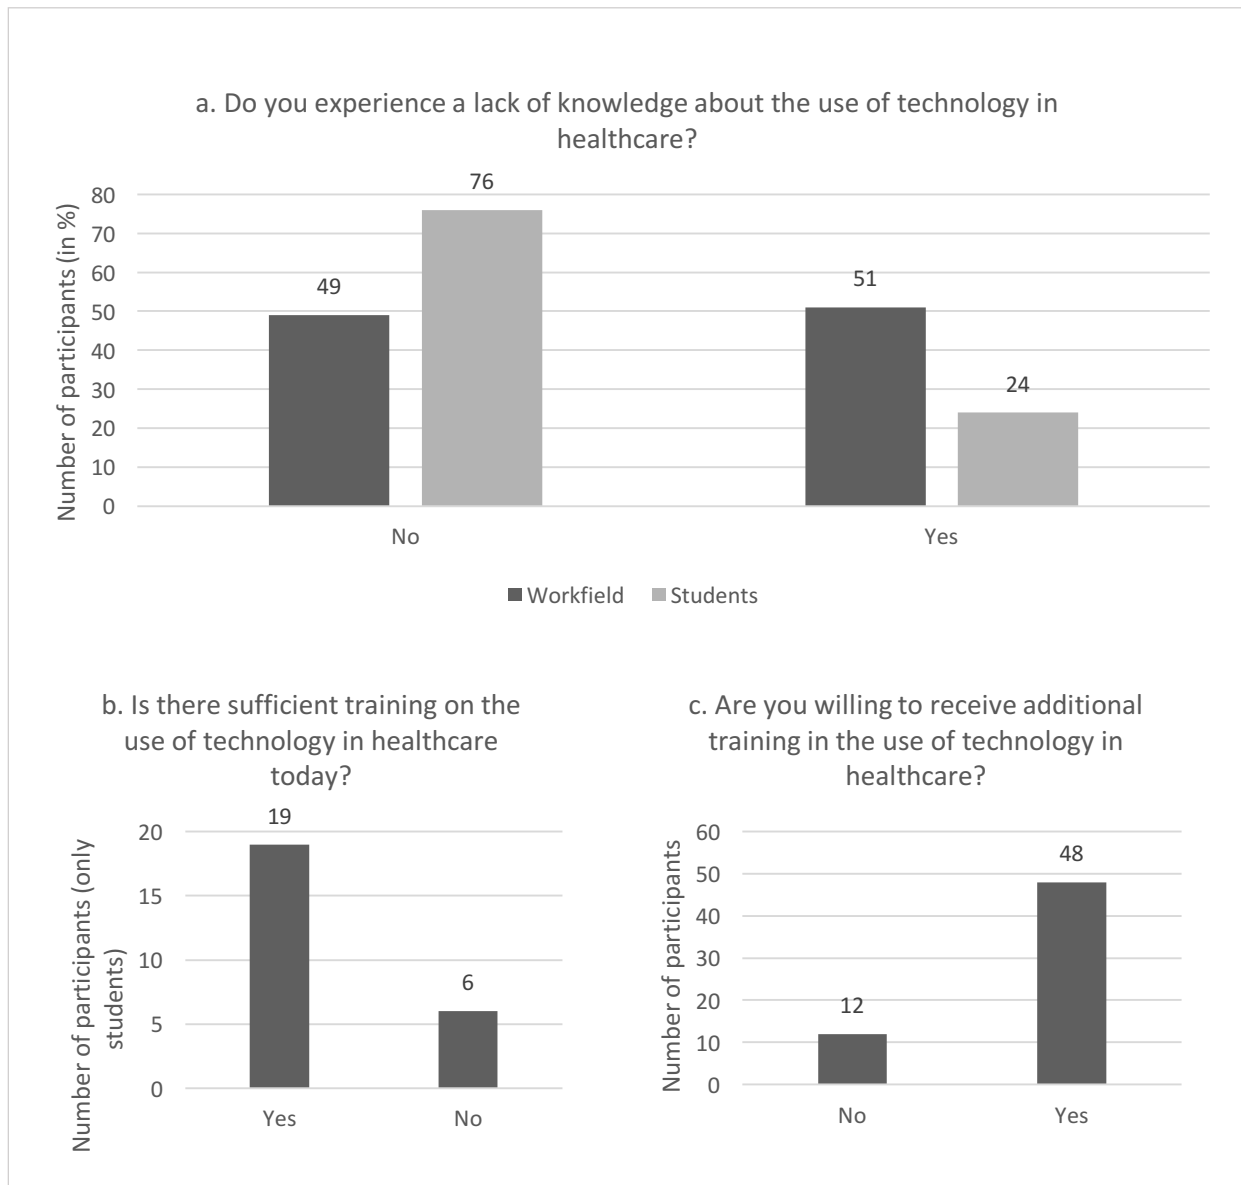 a. Do you experience a lack of knowledge about the use of technology in
healthcare?
Number of participants (in %)
80
70
60
50
40
30
20
10
0
49
76
51
24
No
Yes
Workfield
Students
b. Is there sufficient training on the
use of technology in healthcare
today?
Number of participants (only
students)
20
15
10
5
0
19
6
Yes
No
c. Are you willing to receive additional
training in the use of technology in
healthcare?
Number of participants
60
50
40
30
20
10
0
12
48
No
Yes